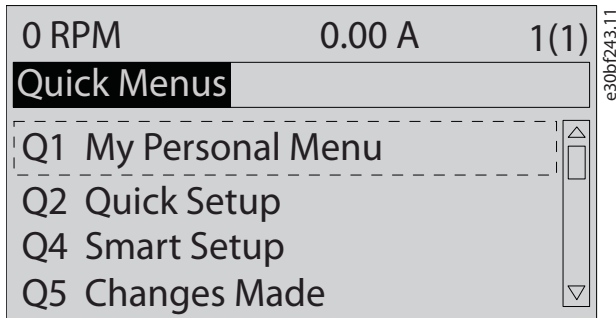 0 RPM 0.00 A 1(1)
Quick Menus
Q1 My Personal Menu
Q2 Quick Setup
Q4 Smart Setup
Q5 Changes Made
e30bf243.11